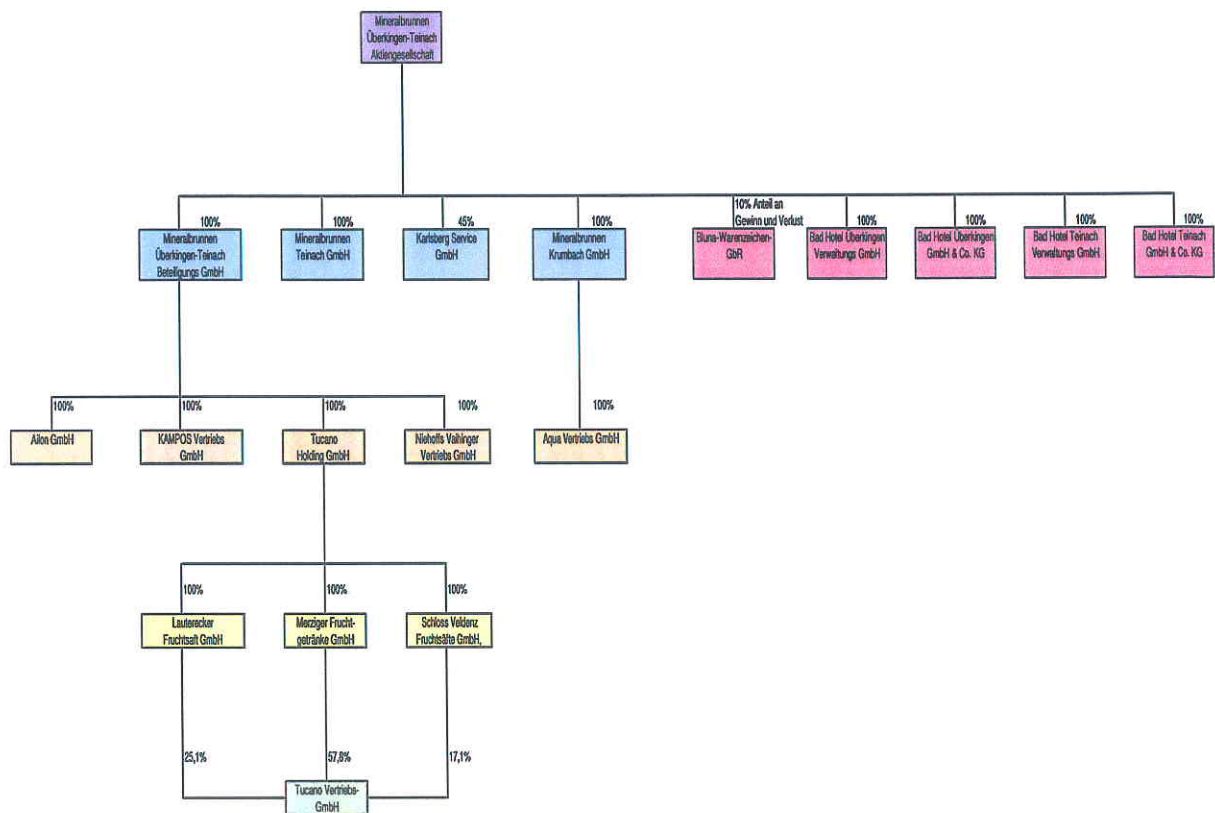 Mineralbrunnen
Überkingen-Teinach
Aktiengesellschaft
100%
100%
45%
100%
10% Anteil an
Gewinn und Verlust
100%
100%
100%
100%
Mineralbrunnen
Überkingen-Teinach
Beteiligungs GmbH
Mineralbrunnen
Teinach GmbH
Karlsberg Service
GmbH
Mineralbrunnen
Krumbach GmbH
Bluna-Warenzeichen-
GbR
Bad Hotel Überkingen
Verwaltungs GmbH
Bad Hotel Überkingen
GmbH & Co. KG
Bad Hotel Teinach
Verwaltungs GmbH
Bad Hotel Teinach
GmbH & Co. KG
100%
100%
100%
100%
100%
Ailon GmbH
KAMPOS Vertriebs
GmbH
Tucano
Holding GmbH
Niehoffs Vaihinger
Vertriebs GmbH
Aqua Vertriebs GmbH
100%
100%
100%
Lauterecker
Fruchtsaft GmbH
Merziger Frucht-
getränke GmbH
Schloss Veldenz
Fruchtsäfte GmbH,
25,1%
57,8%
17,1%
Tucano Vertriebs-
GmbH